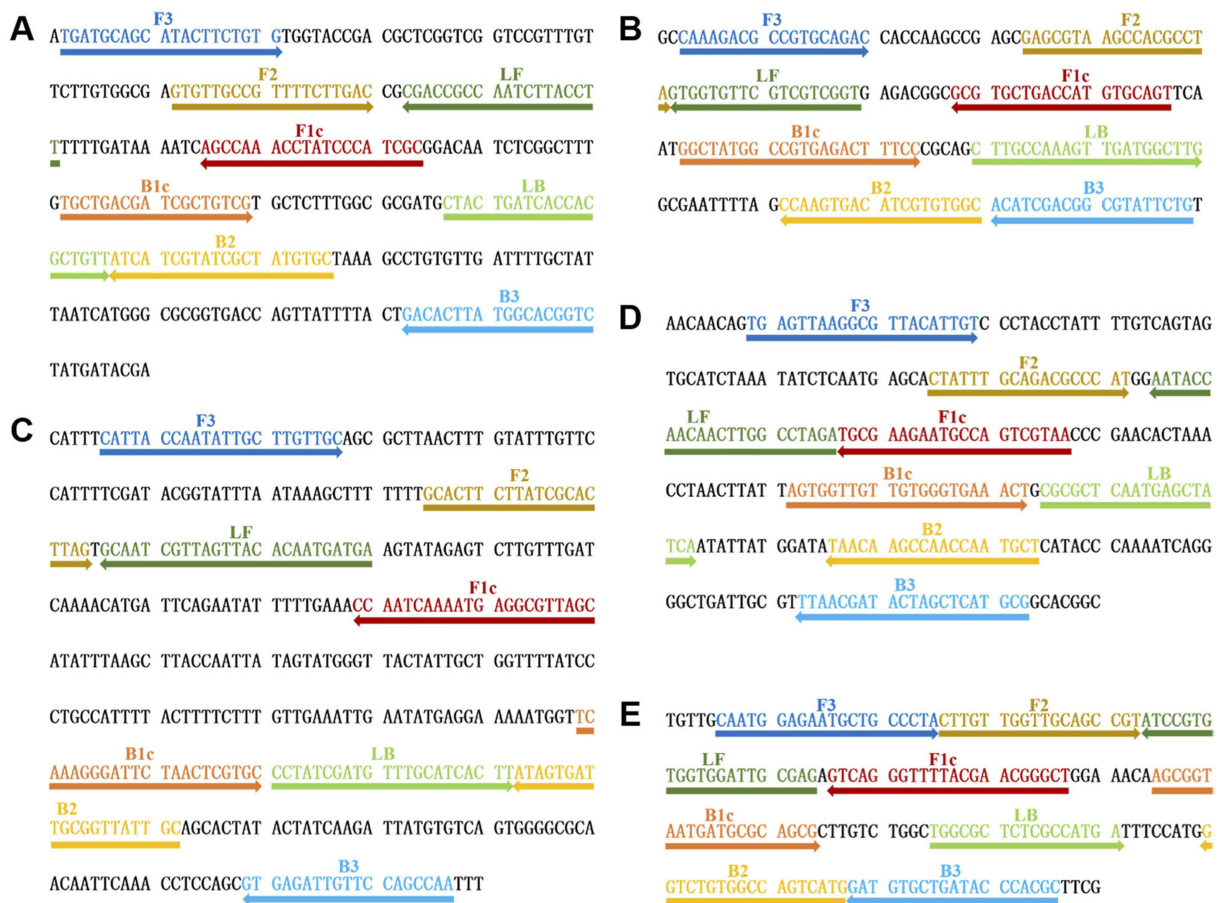 A
F3
ATGATGCAGC ATACTTCTGT GTGGTACCGA CGCTCGGTCG GTCCGTTTGT
F2 LF
TCTTGTGGCG AGTGTTGCCG TTTTCTTGAC CGCGACCGCC AATCTTACCT
F1c
TTTTTGATAAA AATCAGCCAA ACCTATCCCA TCGCGGACAA TCTCGGCTTT
B1c LB
GTGCTGACGA TCGCTGTCGT GCTCTTTGGC GCGATGCTAC TGATCACCAC
B2
GCTGTTATCA TCGTATCGCT ATGTGCTAAA GCCTGTGTTG ATTTTGCTAT
B3
TAATCATGGG CGCGGTGACC AGTTATTTTA CTGACACTTA TGGCACGGTC
TATGATACGA
B
F3 F2
GCCAAAGACG CCGTGCAGAC CACCAAGCCG AGCGAGCGTA AGCCACGCCT
LF F1c
AGTGGTGTTCG TCGTCGGTG AGACGGCGCG TGCTGACCAT GTGCAGTTCA
B1c LB
ATGGCTATGG CCGTGAGACT TTCCCGCAGC TTGCCAAAGT TGATGGCTTG
B2 B3
GCGAATTTTA GCCAAGTGAC ATCGTGTGGC ACATCGACGG CGTATTCTGT
C
F3
CATTTCATTA CCAATATTGC TTGTTGCAGC GCTTAACTTT GTATTTGTTC
F2
CATTTTCGAT ACGGTATTTA ATAAAGCTTT TTTTGCACTT CTTATCGCAC
LF
TTAGTGCAAT CGTTAGTTAC ACAATGATGA AGTATAGAGT CTTGTTTGAT
F1c
CAAAACATGA TTCAGAATAT TTTTGAAACC AATCAAAATG AGGCGTTAGC
ATATTTAAGC TTACCAATTA TAGTATGGGT TACTATTGCT GGTTTTATCC
CTGCCATTTT ACTTTTCTTT GTTGAAATTG AATATGAGGA AAAATGGTTC
B1c LB
AAAGGGATTC TAACTCGTGC CCTATCGATG TTTGCATCAC TTATAGTGAT
B2
TGCGGTTATT GCAGCACTAT ACTATCAAGA TTATGTGTCA GTGGGGCGCA
B3
ACAATTCAAA CCTCCAGCGT GAGATTGTTC CAGCCAATTT
D
F3
AACAACAGTG AGTTAAGGCG TTACATTGTC CCTACCTATT TTGTCAGTAG
F2
TGCATCTAAA TATCTCAATG AGCACTATTT GCAGACGCCC ATGGAATACC
LF F1c
AACAACTTGG CCTAGATGCG AAGAATGCCA GTCGTAACCC GAACACTAAA
B1c LB
CCTAACTTAT TAGTGGTTGT TGTGGGTGAA ACTGCGCGCT CAATGAGCTA
B2
TCAATATTAT GGATATAACA AGCCAACCAA TGCTCATACC CAAAATCAGG
B3
GGCTGATTGC GTTTAACGAT ACTAGCTCAT GCGGCACGGC
E
F3 F2
TGTTGCAATG GAGAATGCTG CCCTACTTGT TGGTTGCAGC CGTATCCGTG
LF F1c
TGGTGGATTG CGAGAGTCAG GGTTTTACGA ACGGGCTGGA AACAAGCGGT
B1c LB
AATGATGCGC AGCGCTTGTC TGGCTGGCGC TCTCGCCATG ATTTCCATGG
B2 B3
GTCTGTGGCC AGTCATGGAT GTGCTGATAC CCACGCTTCG